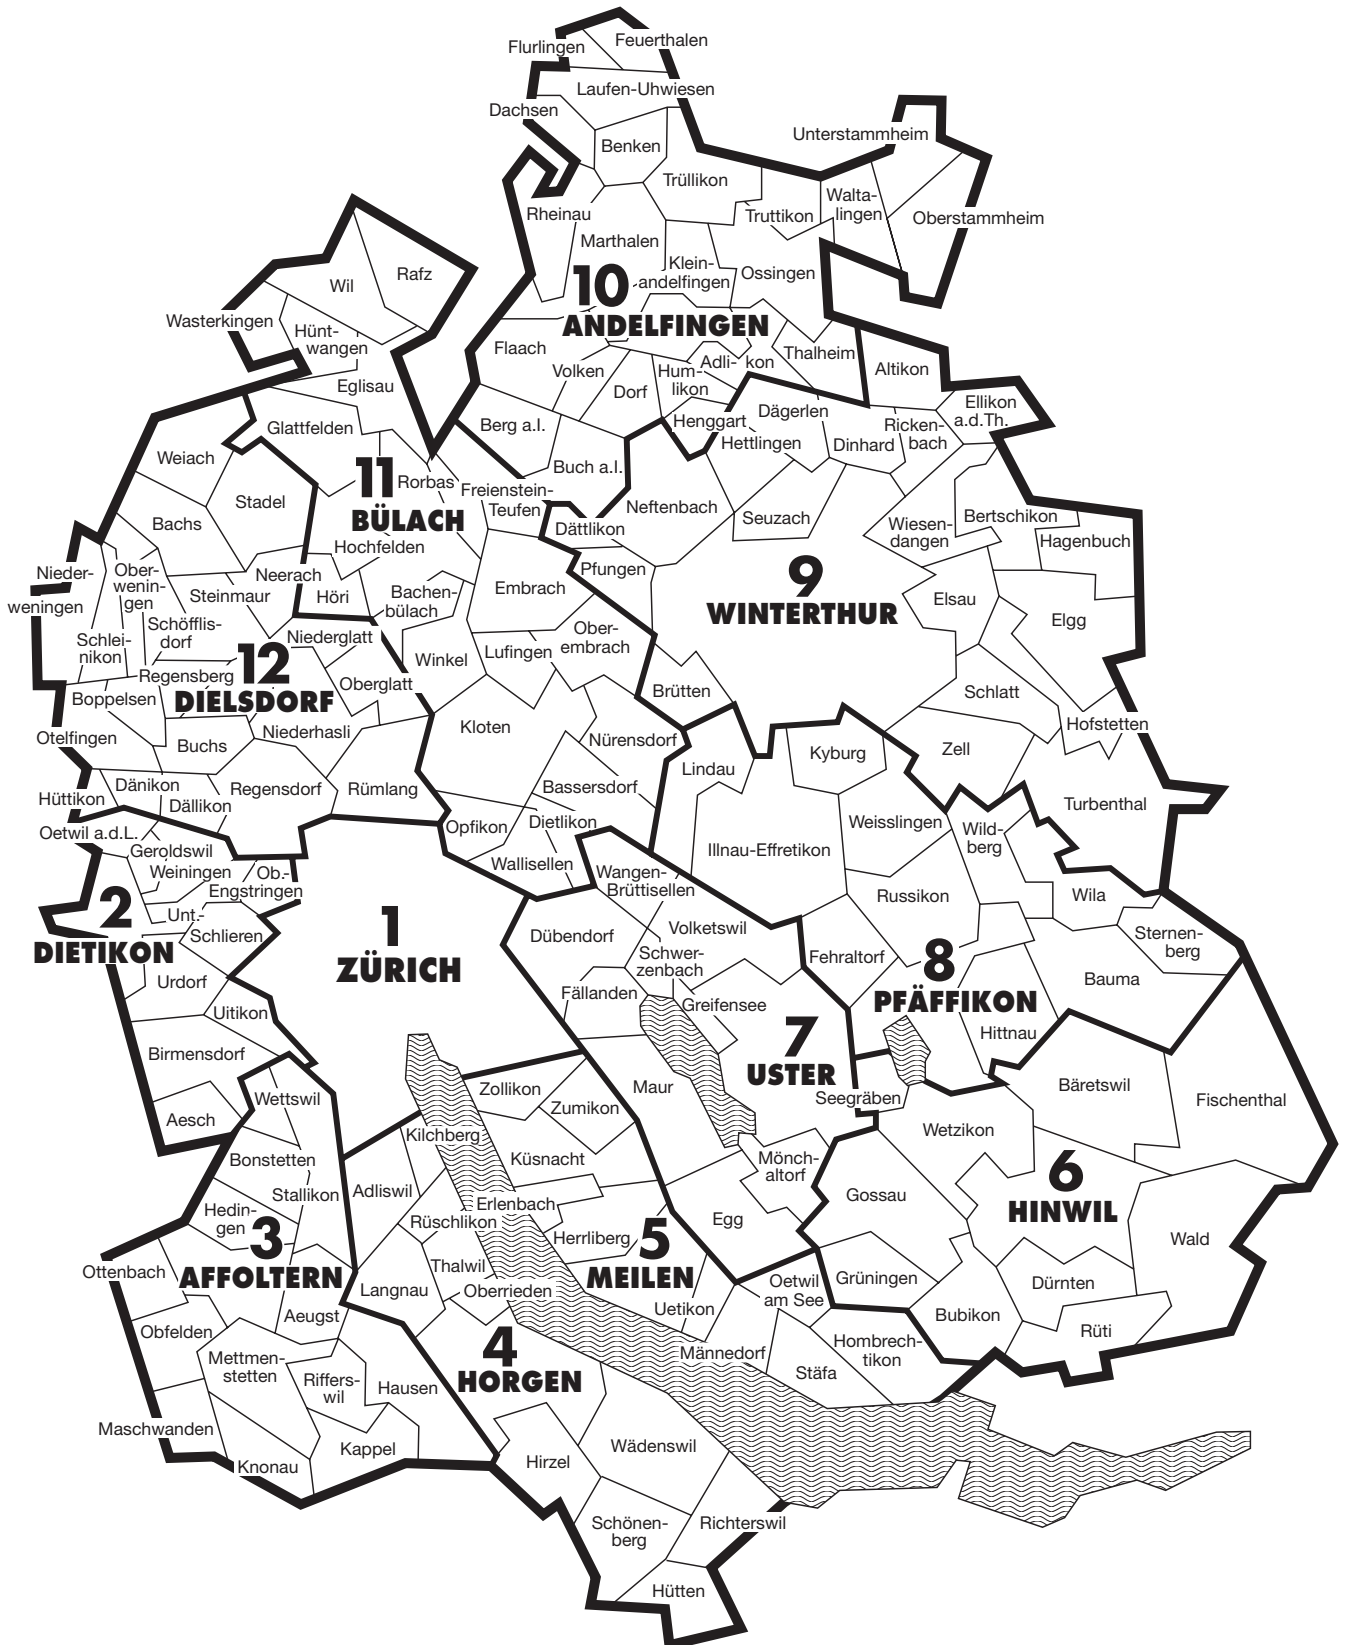 Flurlingen
Feuerthalen
Laufen-Uhwiesen
Dachsen
Benken
Unterstammheim
Trüllikon
Rheinau
Truttikon
Walta-
lingen
Oberstammheim
Marthalen
Klein-
andelfingen
Ossingen
10
ANDELFINGEN
Wil
Rafz
Wasterkingen
Hünt-
wangen
Flaach
Volken
Dorf
Hum-
likon
Adli- kon
Thalheim
Altikon
Eglisau
Ellikon
a.d.Th.
Glattfelden
Berg a.I.
Henggart
Dägerlen
Hettlingen
Dinhard
Ricken-
bach
Weiach
Buch a.I.
11
BÜLACH
Rorbas
Freienstein-
Teufen
Stadel
Neftenbach
Seuzach
Bachs
Dättlikon
Wiesen-
dangen
Bertschikon
Hagenbuch
Hochfelden
Pfungen
Nieder-
weningen
Ober-
wenin-
gen
Steinmaur
Neerach
Höri
Bachen-
bülach
Embrach
9
WINTERTHUR
Elsau
Elgg
Schöfflis-
dorf
Schlei-
nikon
Niederglatt
Ober-
embrach
Lufingen
Winkel
12
DIELSDORF
Regensberg
Oberglatt
Boppelsen
Brütten
Schlatt
Otelfingen
Buchs
Niederhasli
Kloten
Nürensdorf
Hofstetten
Zell
Kyburg
Lindau
Hüttikon
Dänikon
Dällikon
Regensdorf
Rümlang
Bassersdorf
Turbenthal
Oetwil a.d.L.
Opfikon
Dietlikon
Weisslingen
Wild-
berg
Geroldswil
Weiningen
Ob.-
Engstringen
Wallisellen
Wangen-
Brüttisellen
Illnau-Effretikon
2
DIETIKON
Unt.-
Schlieren
1
ZÜRICH
Russikon
Wila
Dübendorf
Volketswil
Sternen-
berg
Schwer-
zenbach
Fehraltorf
8
PFÄFFIKON
Bauma
Urdorf
Fällanden
Greifensee
Uitikon
7
USTER
Hittnau
Birmensdorf
Maur
Bäretswil
Zollikon
Wettswil
Zumikon
Seegräben
Fischenthal
Aesch
Kilchberg
Wetzikon
Bonstetten
Küsnacht
Mönch-
altorf
6
HINWIL
Stallikon
Adliswil
Erlenbach
Gossau
Hedin-
gen
Rüschlikon
Egg
3
AFFOLTERN
Herrliberg
5
MEILEN
Wald
Ottenbach
Thalwil
Langnau
Oberrieden
Oetwil
am See
Grüningen
Dürnten
Aeugst
Uetikon
Bubikon
Obfelden
4
HORGEN
Männedorf
Hombrech-
tikon
Rüti
Mettmen-
stetten
Riffers-
wil
Hausen
Stäfa
Maschwanden
Kappel
Wädenswil
Knonau
Hirzel
Schönen-
berg
Richterswil
Hütten